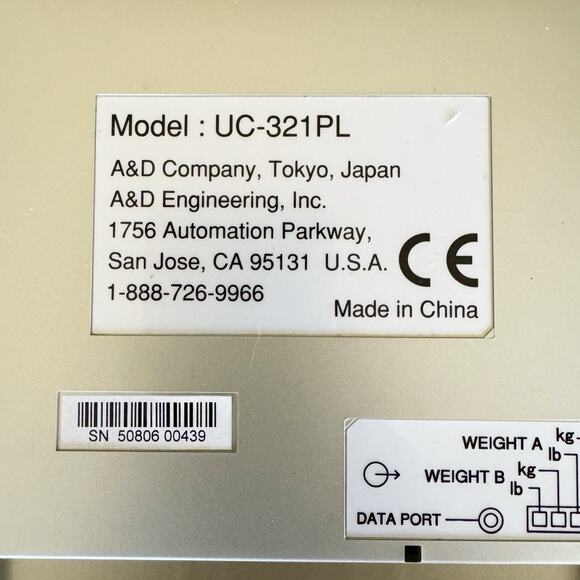 Model : UC-321PL
A&D Company, Tokyo, Japan
A&D Engineering, Inc.
1756 Automation Parkway,
San Jose, CA 95131 U.S.A.
CE
1-888-726-9966
Made in China
SN 50806 00439
WEIGHT A kg
lb
WEIGHT B kg
lb
DATA PORT